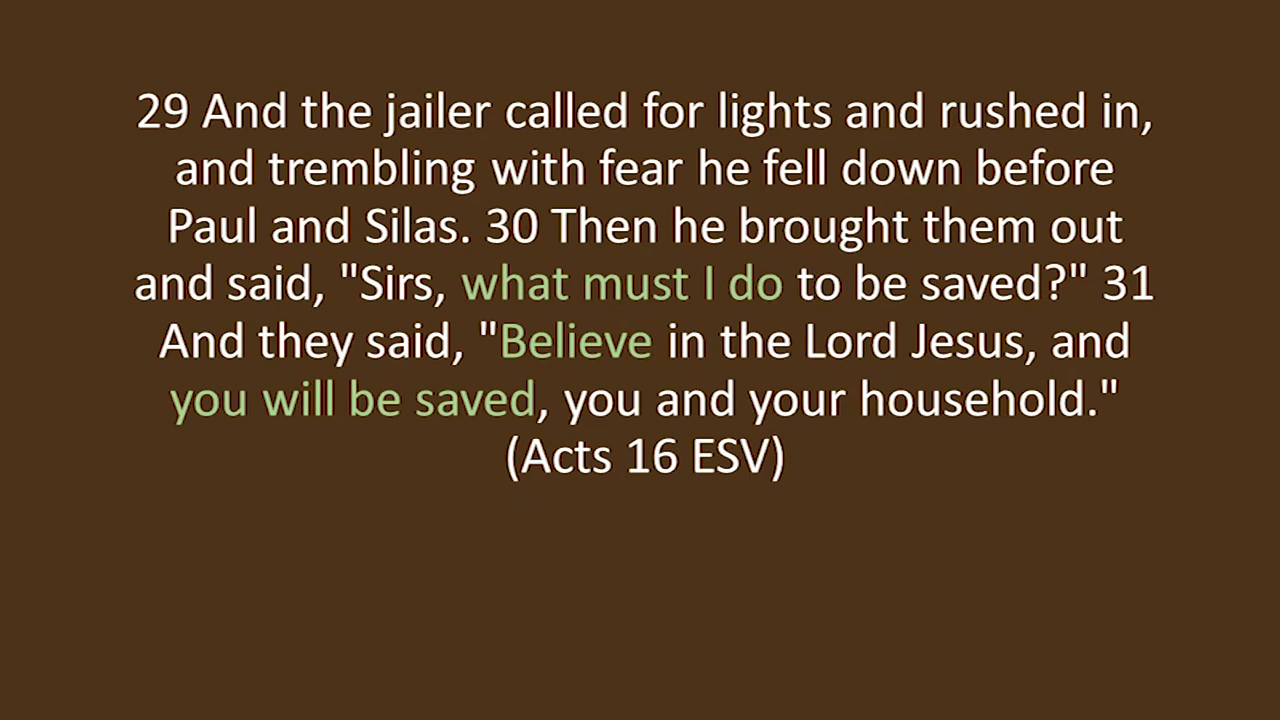 29 And the jailer called for lights and rushed in,
and trembling with fear he fell down before
Paul and Silas. 30 Then he brought them out
and said, "Sirs, what must I do to be saved?" 31
And they said, "Believe in the Lord Jesus, and
you will be saved, you and your household."
(Acts 16 ESV)